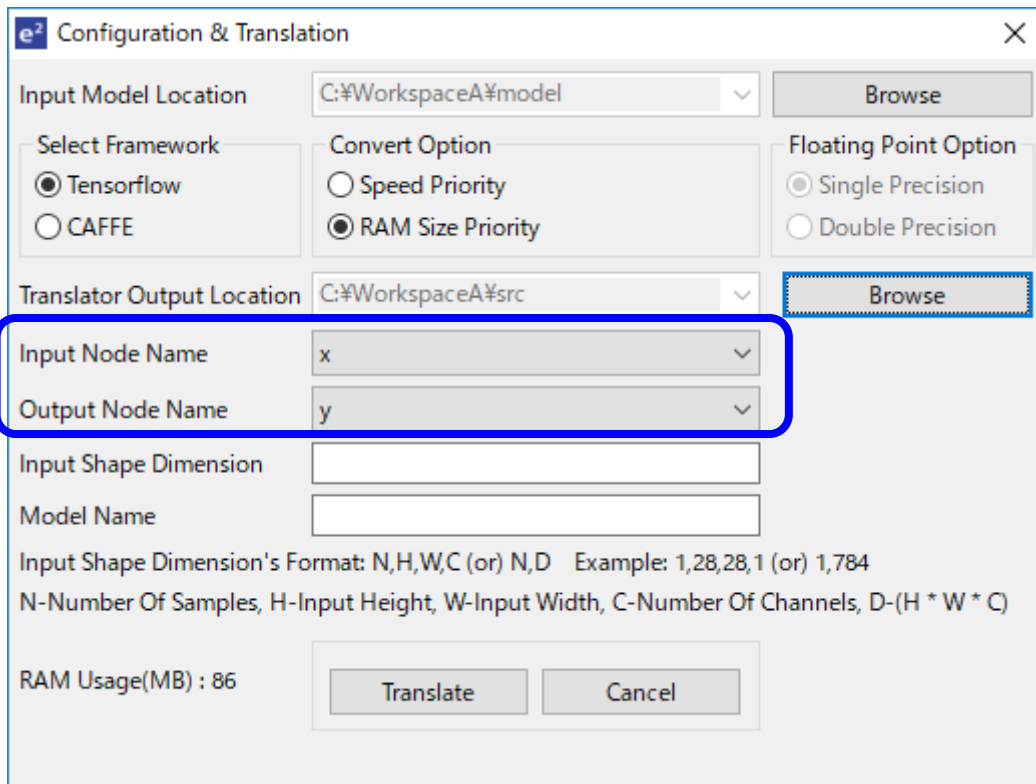 e² Configuration & Translation
Input Model Location C:¥WorkspaceA¥model Browse
Select Framework Convert Option Floating Point Option
Tensorflow Speed Priority Single Precision
CAFFE RAM Size Priority Double Precision
Translator Output Location C:¥WorkspaceA¥src Browse
Input Node Name x
Output Node Name y
Input Shape Dimension
Model Name
Input Shape Dimension's Format: N,H,W,C (or) N,D Example: 1,28,28,1 (or) 1,784
N-Number Of Samples, H-Input Height, W-Input Width, C-Number Of Channels, D-(H * W * C)
RAM Usage(MB) : 86 Translate Cancel